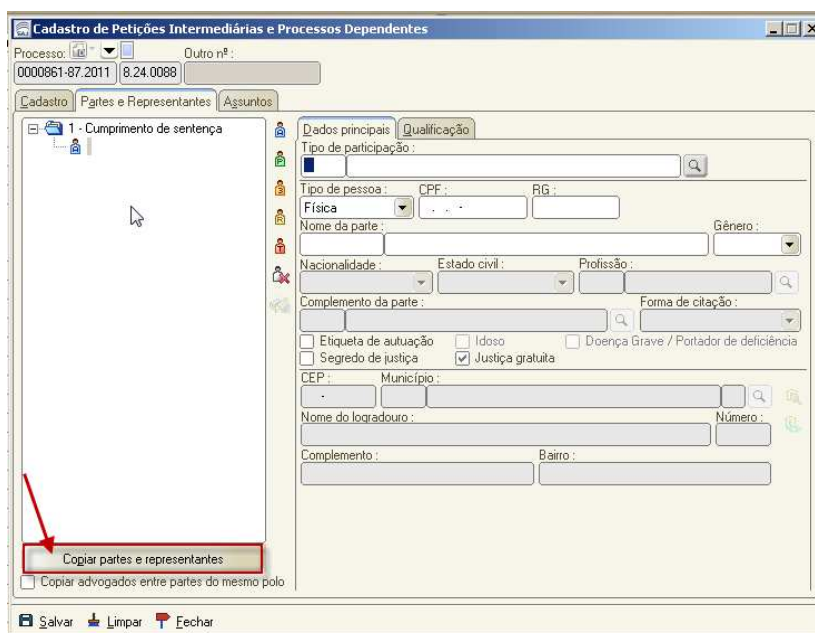 Cadastro de Petições Intermediárias e Processos Dependentes
Processo: Outro nº :
0000861-87.2011 8.24.0088
Cadastro Partes e Representantes Assuntos
1 - Cumprimento de sentença
Dados principais Qualificação
Tipo de participação :
Tipo de pessoa : CPF : RG :
Física . . -
Nome da parte : Gênero :
Nacionalidade : Estado civil : Profissão :
Complemento da parte : Forma de citação :
Etiqueta de autuação Idoso Doença Grave / Portador de deficiência
Segredo de justiça Justiça gratuita
CEP : Município :
-
Nome do logradouro : Número :
Complemento : Bairro :
Copiar partes e representantes
Copiar advogados entre partes do mesmo polo
Salvar Limpar Fechar